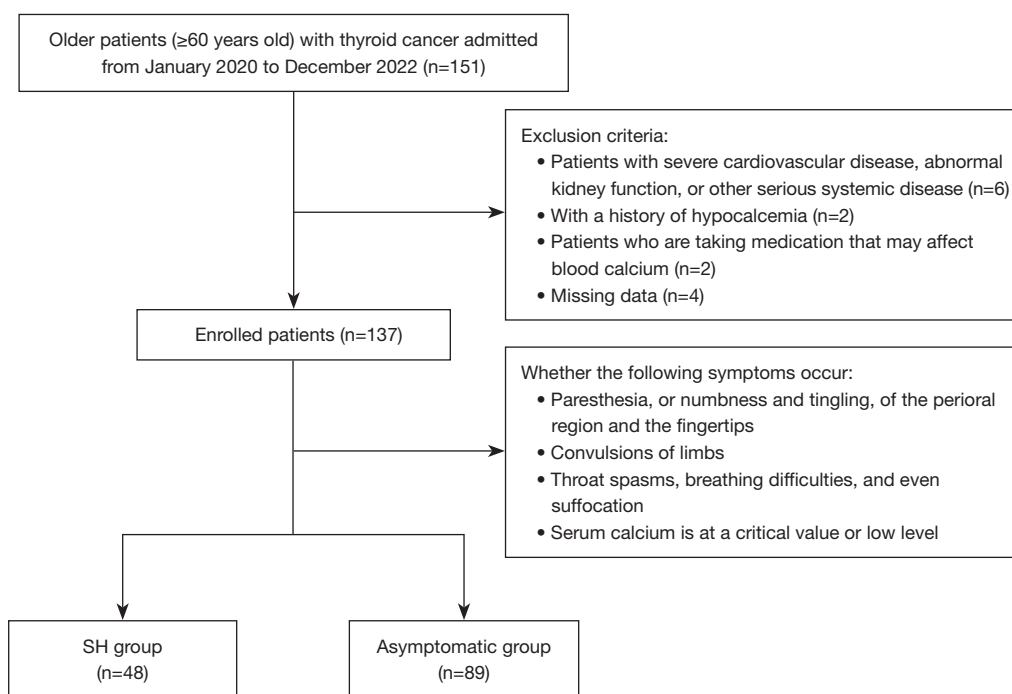 Older patients (≥60 years old) with thyroid cancer admitted
from January 2020 to December 2022 (n=151)
Exclusion criteria:
• Patients with severe cardiovascular disease, abnormal
kidney function, or other serious systemic disease (n=6)
• With a history of hypocalcemia (n=2)
• Patients who are taking medication that may affect
blood calcium (n=2)
• Missing data (n=4)
Enrolled patients (n=137)
Whether the following symptoms occur:
• Paresthesia, or numbness and tingling, of the perioral
region and the fingertips
• Convulsions of limbs
• Throat spasms, breathing difficulties, and even
suffocation
• Serum calcium is at a critical value or low level
SH group
(n=48)
Asymptomatic group
(n=89)